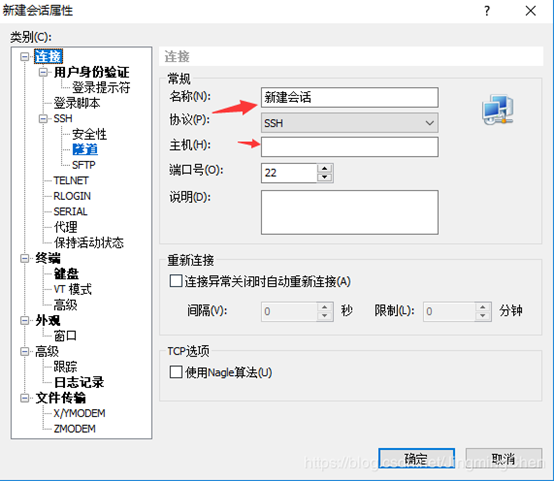 新建会话属性
类别(C):
连接
用户身份验证
登录提示符
登录脚本
SSH
安全性
隧道
SFTP
TELNET
RLOGIN
SERIAL
代理
保持活动状态
终端
键盘
VT 模式
高级
外观
窗口
高级
跟踪
日志记录
文件传输
X/YMODEM
ZMODEM
连接
常规
名称(N): 新建会话
协议(P): SSH
主机(H):
端口号(O): 22
说明(D):
重新连接
连接异常关闭时自动重新连接(A)
间隔(V): 0 秒 限制(L): 0 分钟
TCP选项
使用Nagle算法(U)
确定 取消